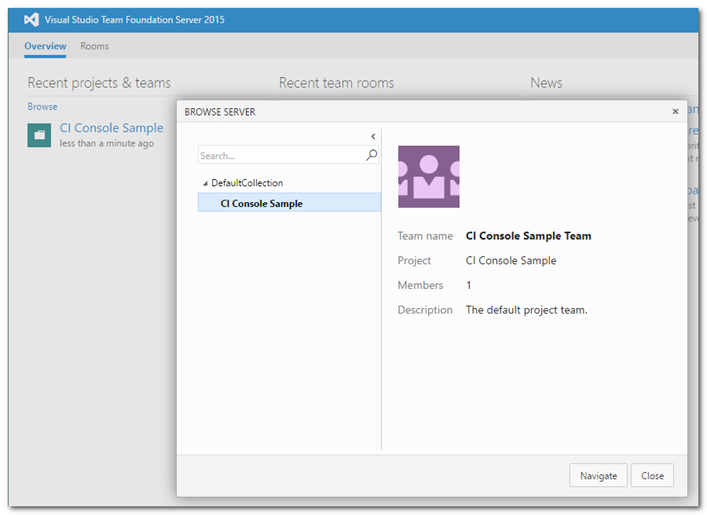 Visual Studio Team Foundation Server 2015
Overview Rooms
Recent projects & teams Recent team rooms News
Browse
CI Console Sample
less than a minute ago
BROWSE SERVER
Search...
DefaultCollection
CI Console Sample
Team name CI Console Sample Team
Project CI Console Sample
Members 1
Description The default project team.
Navigate Close